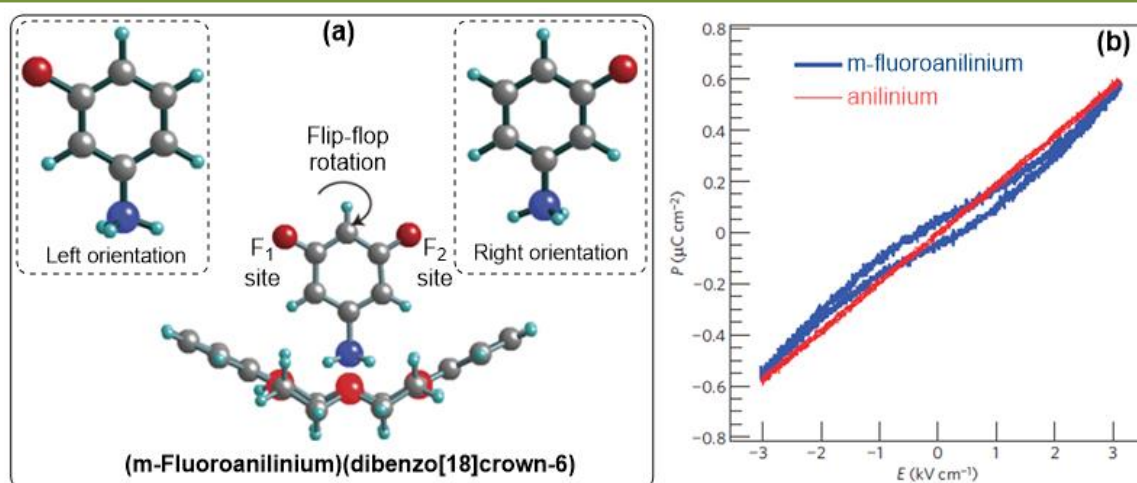 (a)
Left orientation
Flip-flop
rotation
F₁
site
F₂
site
Right orientation
(m-Fluoroanilinium)(dibenzo[18]crown-6)
(b)
m-fluoroanilinium
anilinium
P (μC cm⁻²)
0.8
0.6
0.4
0.2
0
−0.2
−0.4
−0.6
−0.8
−3 −2 −1 0 1 2 3
E (kV cm⁻¹)